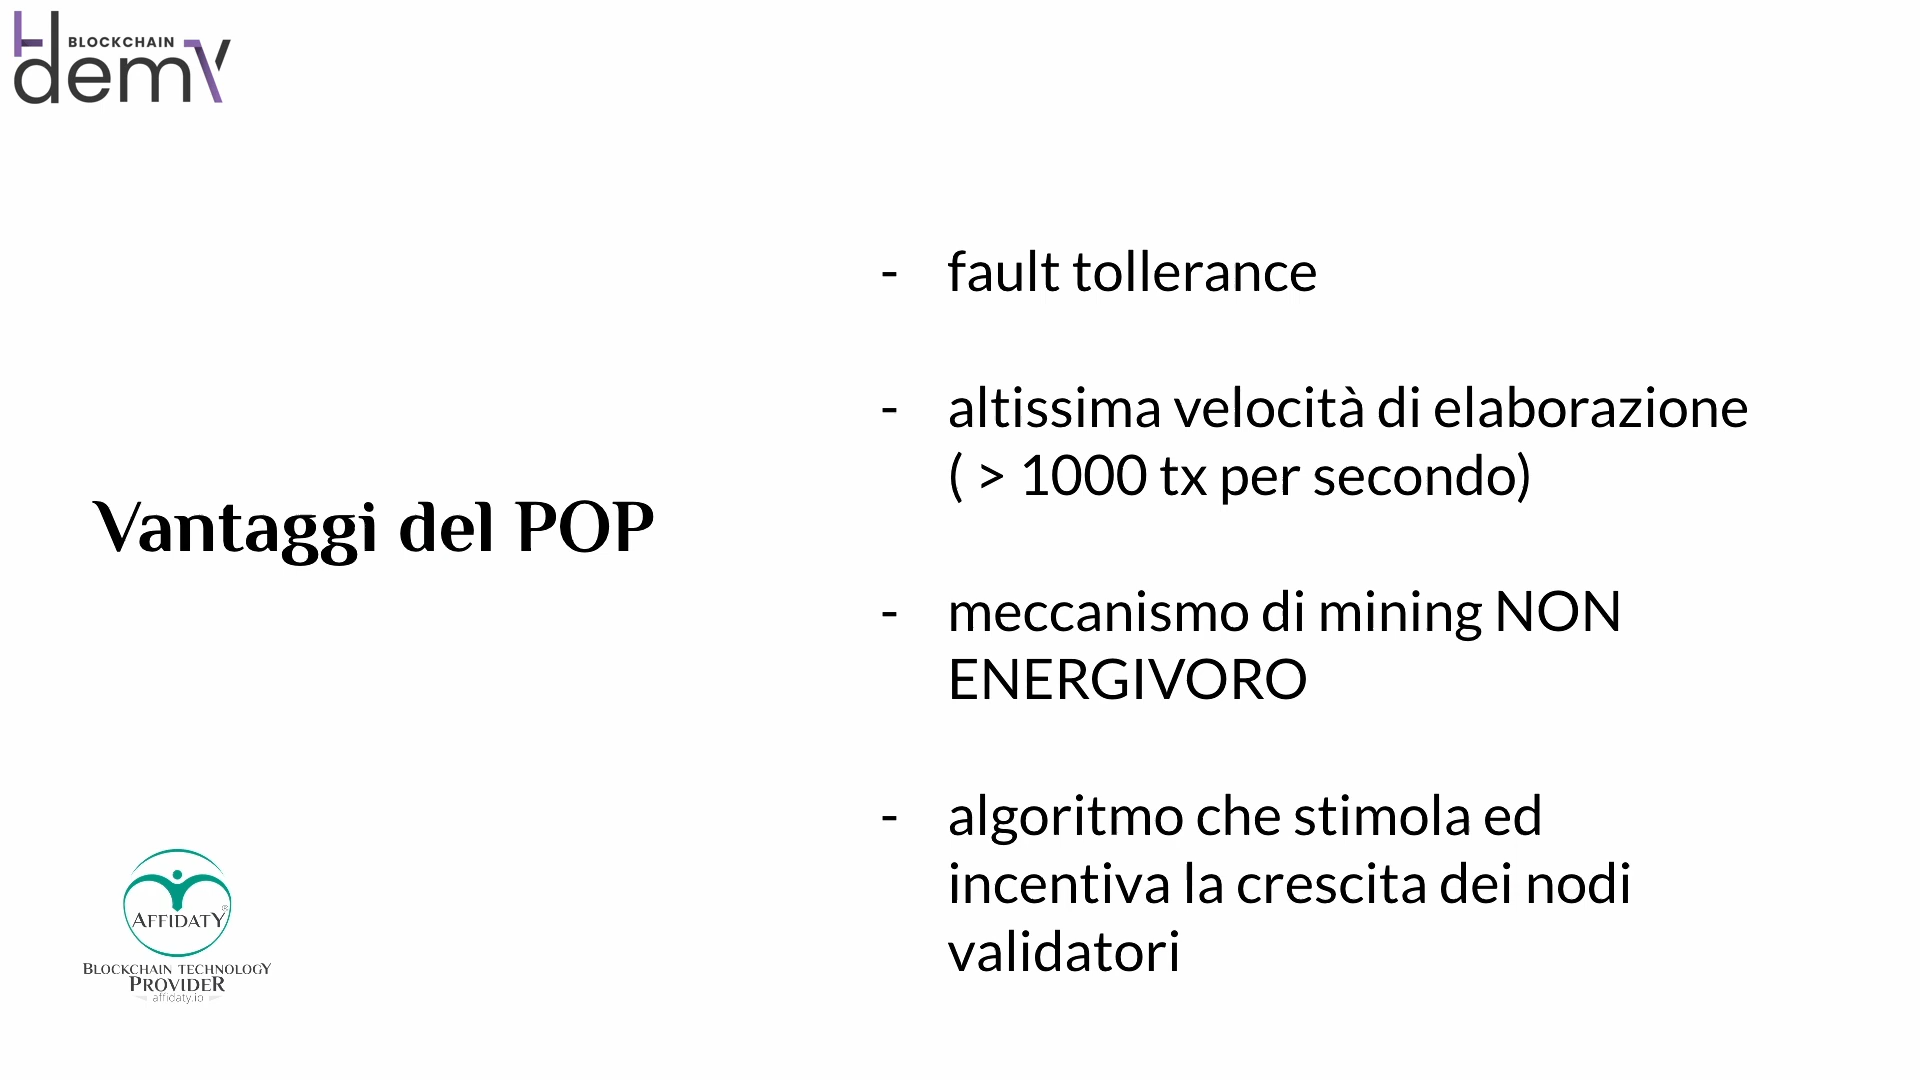 BLOCKCHAIN
demy
- fault tollerance
- altissima velocità di elaborazione
( > 1000 tx per secondo)
Vantaggi del POP
- meccanismo di mining NON
ENERGIVORO
- algoritmo che stimola ed
incentiva la crescita dei nodi
validatori
AFFIDATY®
BLOCKCHAIN TECHNOLOGY
PROVIDER
affidaty.io